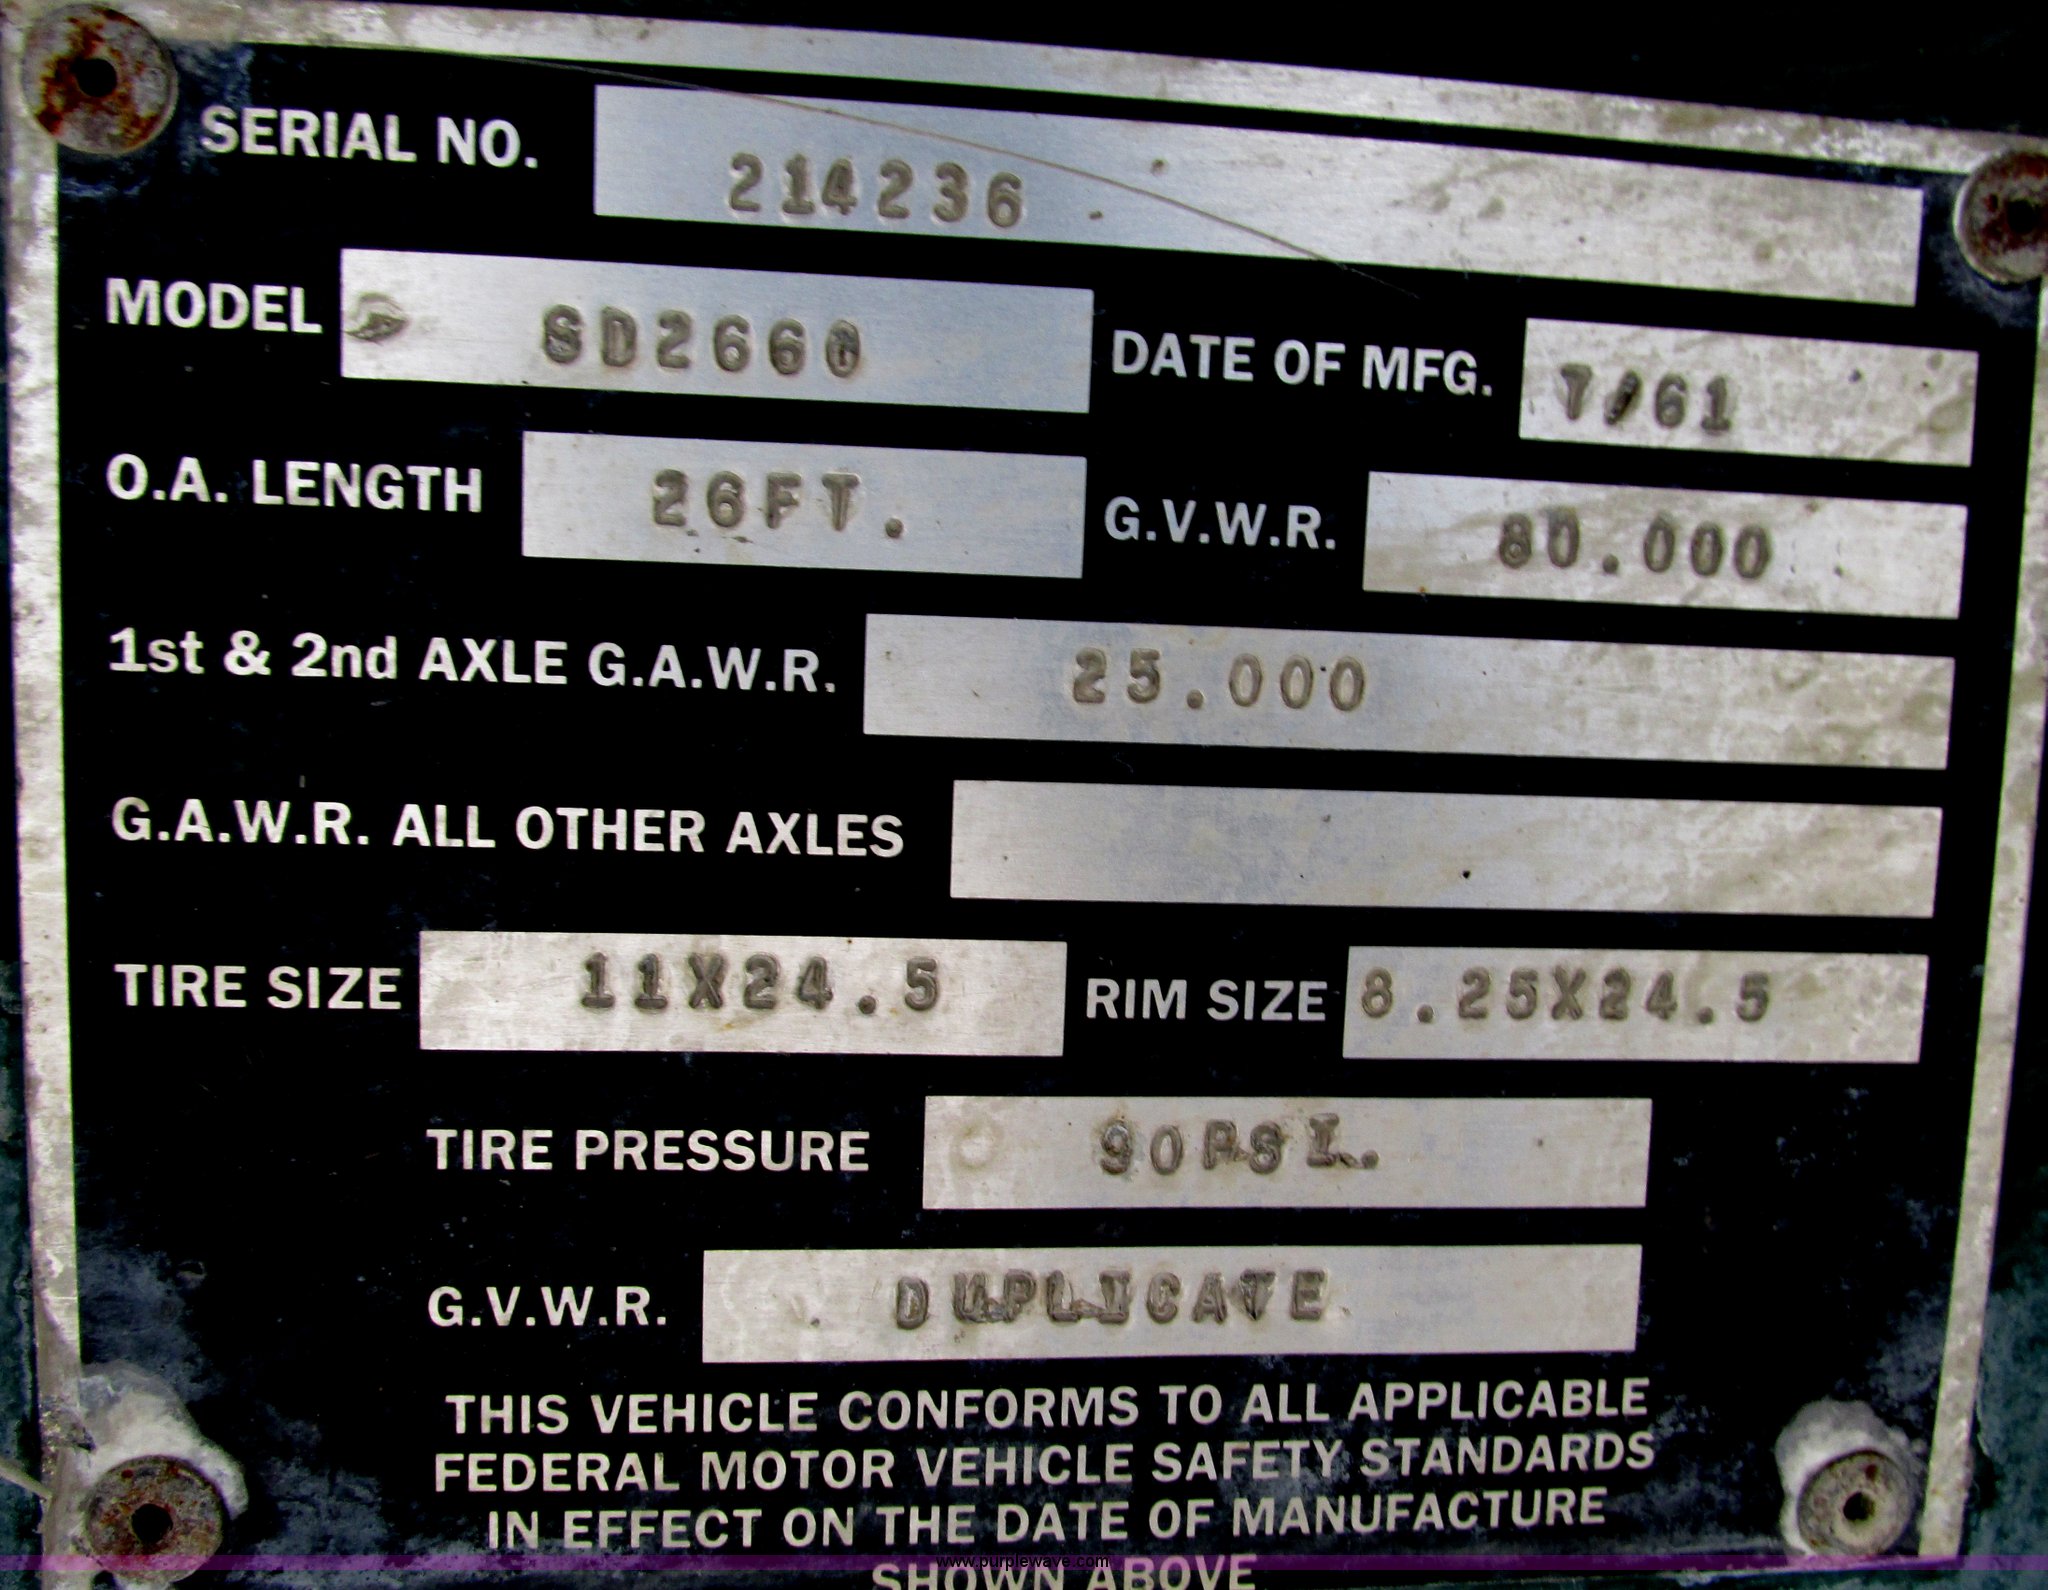 SERIAL NO. 214236
MODEL SD2660 DATE OF MFG. 7/61
O.A. LENGTH 26FT. G.V.W.R. 80.000
1st & 2nd AXLE G.A.W.R. 25.000
G.A.W.R. ALL OTHER AXLES
TIRE SIZE 11X24.5 RIM SIZE 8.25X24.5
TIRE PRESSURE 90PSI.
G.V.W.R. DUPLICATE
THIS VEHICLE CONFORMS TO ALL APPLICABLE
FEDERAL MOTOR VEHICLE SAFETY STANDARDS
IN EFFECT ON THE DATE OF MANUFACTURE
SHOWN ABOVE
www.purplewave.com